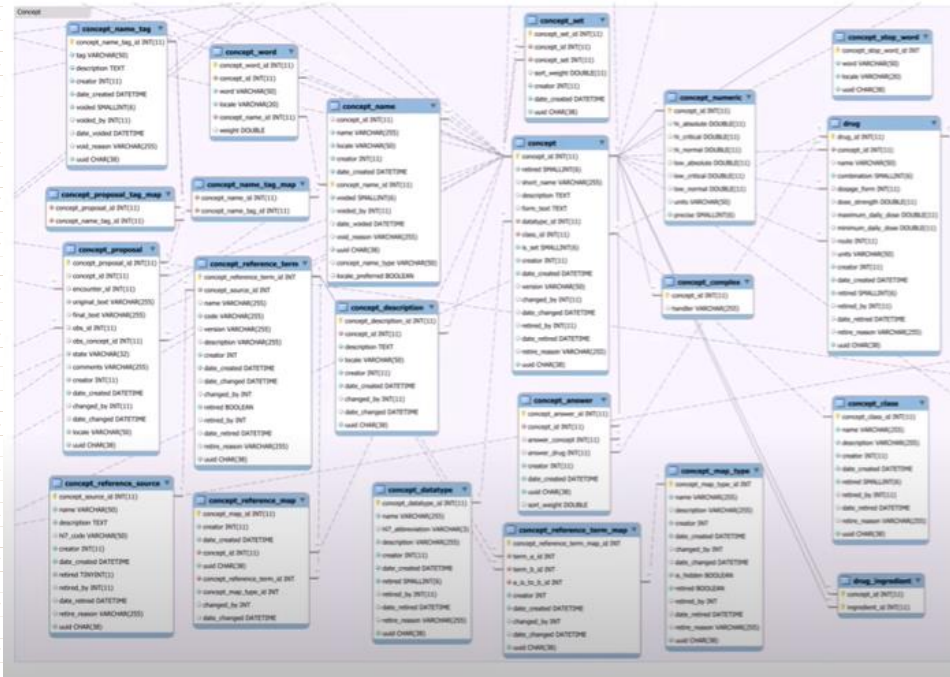 Concept
concept_name_tag
concept_name_tag_id INT(11)
tag VARCHAR(50)
description TEXT
creator INT(11)
date_created DATETIME
voided SMALLINT(6)
voided_by INT(11)
date_voided DATETIME
void_reason VARCHAR(255)
uuid CHAR(38)
concept_word
concept_word_id INT(11)
concept_id INT(11)
word VARCHAR(50)
locale VARCHAR(20)
concept_name_id INT(11)
weight DOUBLE
concept_name
concept_id INT(11)
name VARCHAR(255)
locale VARCHAR(50)
creator INT(11)
date_created DATETIME
concept_name_id INT(11)
voided SMALLINT(6)
voided_by INT(11)
date_voided DATETIME
void_reason VARCHAR(255)
uuid CHAR(38)
concept_name_type VARCHAR(50)
locale_preferred BOOLEAN
concept_set
concept_set_id INT(11)
concept_id INT(11)
concept_set INT(11)
sort_weight DOUBLE(11)
creator INT(11)
date_created DATETIME
uuid CHAR(38)
concept_stop_word
concept_stop_word_id INT
word VARCHAR(50)
locale VARCHAR(20)
uuid CHAR(38)
concept_numeric
concept_id INT(11)
hi_absolute DOUBLE(11)
hi_critical DOUBLE(11)
hi_normal DOUBLE(11)
low_absolute DOUBLE(11)
low_critical DOUBLE(11)
low_normal DOUBLE(11)
units VARCHAR(50)
precise SMALLINT(6)
drug
drug_id INT(11)
concept_id INT(11)
name VARCHAR(50)
combination SMALLINT(6)
dosage_form INT(11)
dose_strength DOUBLE(11)
maximum_daily_dose DOUBLE(11)
minimum_daily_dose DOUBLE(11)
route INT(11)
units VARCHAR(50)
creator INT(11)
date_created DATETIME
retired SMALLINT(6)
retired_by INT(11)
date_retired DATETIME
retire_reason VARCHAR(255)
uuid CHAR(38)
concept
concept_id INT(11)
retired SMALLINT(6)
short_name VARCHAR(255)
description TEXT
form_text TEXT
datatype_id INT(11)
class_id INT(11)
is_set SMALLINT(6)
creator INT(11)
date_created DATETIME
version VARCHAR(50)
changed_by INT(11)
date_changed DATETIME
retired_by INT(11)
date_retired DATETIME
retire_reason VARCHAR(255)
uuid CHAR(38)
concept_proposal_tag_map
concept_proposal_id INT(11)
concept_name_tag_id INT(11)
concept_name_tag_map
concept_name_id INT(11)
concept_name_tag_id INT(11)
concept_proposal
concept_proposal_id INT(11)
concept_id INT(11)
encounter_id INT(11)
original_text VARCHAR(255)
final_text VARCHAR(255)
obs_id INT(11)
obs_concept_id INT(11)
state VARCHAR(32)
comments VARCHAR(255)
creator INT(11)
date_created DATETIME
changed_by INT(11)
date_changed DATETIME
locale VARCHAR(50)
uuid CHAR(38)
concept_reference_term
concept_reference_term_id INT
concept_source_id INT(11)
name VARCHAR(255)
code VARCHAR(255)
version VARCHAR(255)
description VARCHAR(255)
creator INT
date_created DATETIME
date_changed DATETIME
changed_by INT
retired BOOLEAN
retired_by INT
date_retired DATETIME
retire_reason VARCHAR(255)
uuid CHAR(38)
concept_description
concept_description_id INT(11)
concept_id INT(11)
description TEXT
locale VARCHAR(50)
creator INT(11)
date_created DATETIME
changed_by INT(11)
date_changed DATETIME
uuid CHAR(38)
concept_complex
concept_id INT(11)
handler VARCHAR(255)
concept_answer
concept_answer_id INT(11)
concept_id INT(11)
answer_concept INT(11)
answer_drug INT(11)
creator INT(11)
date_created DATETIME
uuid CHAR(38)
sort_weight DOUBLE
concept_class
concept_class_id INT(11)
name VARCHAR(255)
description VARCHAR(255)
creator INT(11)
date_created DATETIME
retired SMALLINT(6)
retired_by INT(11)
date_retired DATETIME
retire_reason VARCHAR(255)
uuid CHAR(38)
concept_reference_source
concept_source_id INT(11)
name VARCHAR(50)
description TEXT
hl7_code VARCHAR(50)
creator INT(11)
date_created DATETIME
retired TINYINT(1)
retired_by INT(11)
date_retired DATETIME
retire_reason VARCHAR(255)
uuid CHAR(38)
concept_reference_map
concept_map_id INT(11)
creator INT(11)
date_created DATETIME
concept_id INT(11)
uuid CHAR(38)
concept_reference_term_id INT
concept_map_type_id INT
changed_by INT
date_changed DATETIME
concept_datatype
concept_datatype_id INT(11)
name VARCHAR(255)
hl7_abbreviation VARCHAR(3)
description VARCHAR(255)
creator INT(11)
date_created DATETIME
retired SMALLINT(6)
retired_by INT(11)
date_retired DATETIME
retire_reason VARCHAR(255)
uuid CHAR(38)
concept_reference_term_map
concept_reference_term_map_id INT
term_a_id INT
term_b_id INT
a_is_to_b_id INT
creator INT
date_created DATETIME
changed_by INT
date_changed DATETIME
uuid CHAR(38)
concept_map_type
concept_map_type_id INT
name VARCHAR(255)
description VARCHAR(255)
creator INT
date_created DATETIME
changed_by INT
date_changed DATETIME
is_hidden BOOLEAN
retired BOOLEAN
retired_by INT
date_retired DATETIME
retire_reason VARCHAR(255)
uuid CHAR(38)
drug_ingredient
concept_id INT(11)
ingredient_id INT(11)